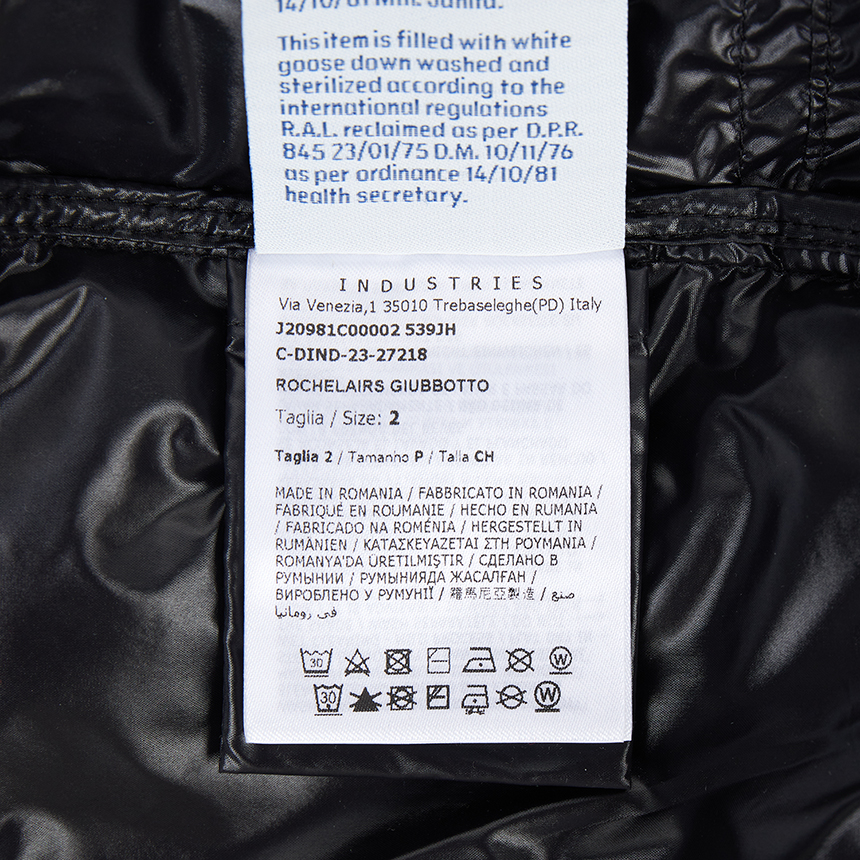 This item is filled with white
goose down washed and
sterilized according to the
international regulations
R.A.L. reclaimed as per D.P.R.
845 23/01/75 D.M. 10/11/76
as per ordinance 14/10/81
health secretary.
INDUSTRIES
Via Venezia,1 35010 Trebaseleghe(PD) Italy
J20981C00002 539JH
C-DIND-23-27218
ROCHELAIRS GIUBBOTTO
Taglia / Size: 2
Taglia 2 / Tamanho P / Talla CH
MADE IN ROMANIA / FABBRICATO IN ROMANIA /
FABRIQUÉ EN ROUMANIE / HECHO EN RUMANIA
/ FABRICADO NA ROMÉNIA / HERGESTELLT IN
RUMÄNIEN / ΚΑΤΑΣΚΕΥΑΖΕΤΑΙ ΣΤΗ ΡΟΥΜΑΝΙΑ /
ROMANYA'DA ÜRETILMIŞTIR / СДЕЛАНО В
РУМЫНИИ / РУМЫНИЯДА ЖАСАЛҒАН /
ВИРОБЛЕНО У РУМУНІЇ / 羅馬尼亞製造 / صنع
في رومانيا
30 W
30 W